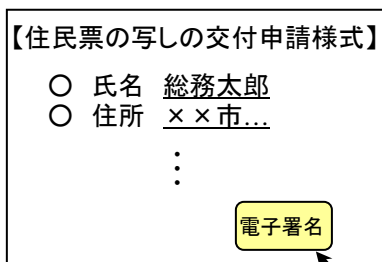 【住民票の写しの交付申請様式】
○ 氏名 総務太郎
○ 住所 ××市…
⋮
電子署名